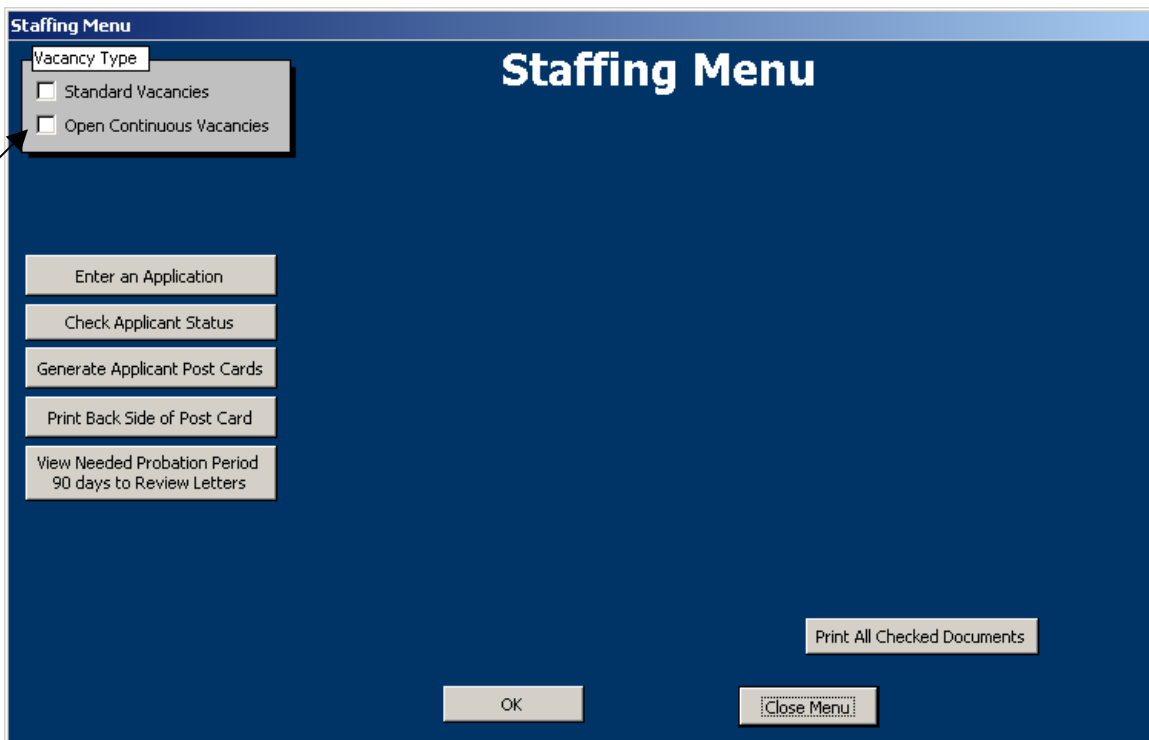 Staffing Menu
Vacancy Type
Staffing Menu
Standard Vacancies
Open Continuous Vacancies
Enter an Application
Check Applicant Status
Generate Applicant Post Cards
Print Back Side of Post Card
View Needed Probation Period
90 days to Review Letters
Print All Checked Documents
OK
Close Menu